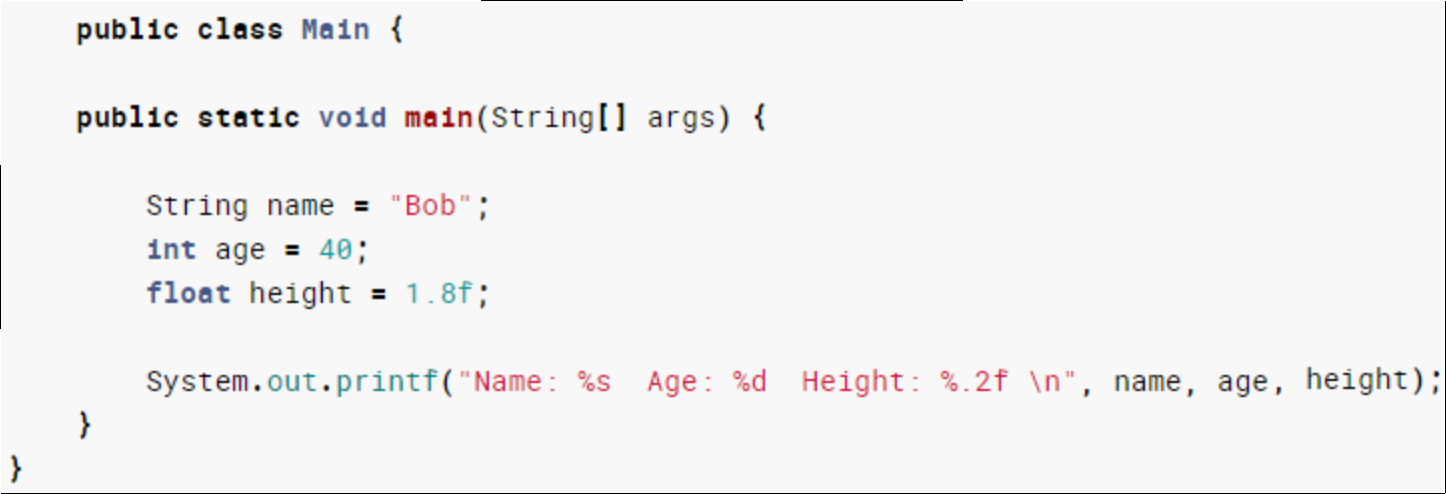 public class Main {
public static void main(String[] args) {
String name = "Bob";
int age = 40;
float height = 1.8f;
System.out.printf("Name: %s  Age: %d  Height: %.2f \n", name, age, height);
}
}